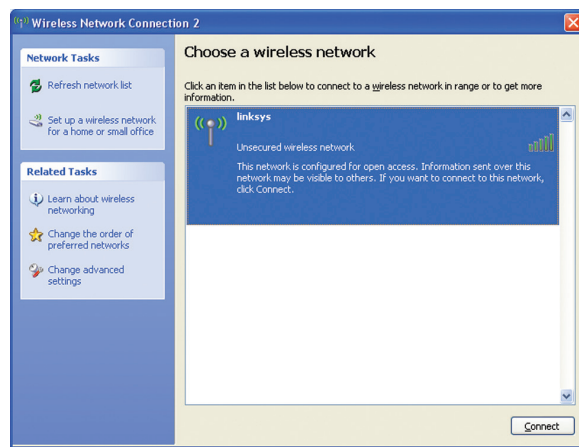 Wireless Network Connection 2
Network Tasks
Refresh network list
Set up a wireless network
for a home or small office
Related Tasks
Learn about wireless
networking
Change the order of
preferred networks
Change advanced
settings
Choose a wireless network
Click an item in the list below to connect to a wireless network in range or to get more
information.
linksys
Unsecured wireless network
This network is configured for open access. Information sent over this
network may be visible to others. If you want to connect to this network,
click Connect.
Connect